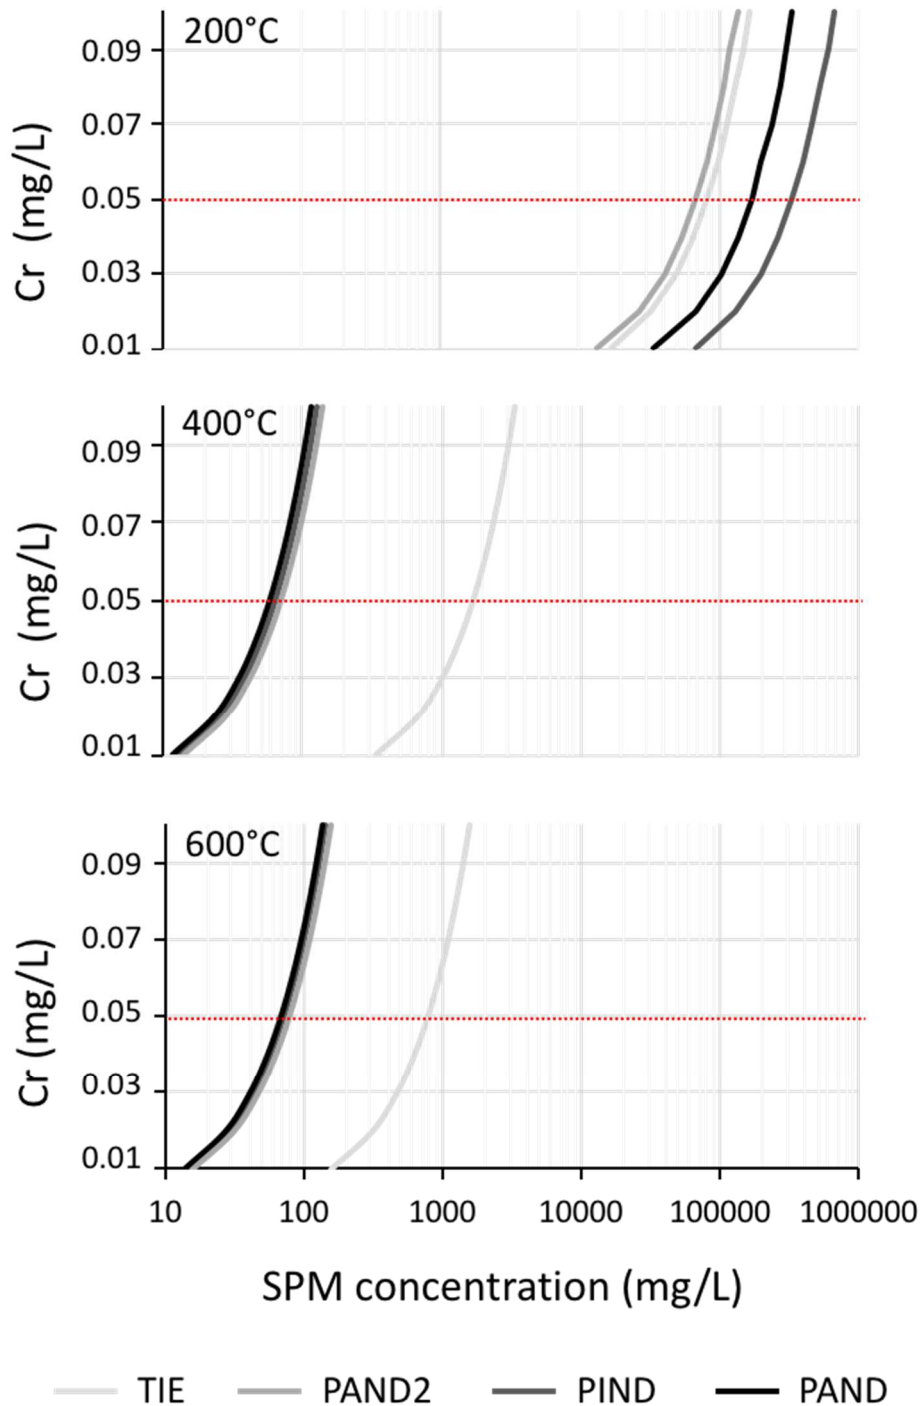 200°C
0.09
0.07
0.05
0.03
0.01
Cr (mg/L)
400°C
0.09
0.07
0.05
0.03
0.01
Cr (mg/L)
600°C
0.09
0.07
0.05
0.03
0.01
Cr (mg/L)
10 100 1000 10000 100000 1000000
SPM concentration (mg/L)
TIE PAND2 PIND PAND